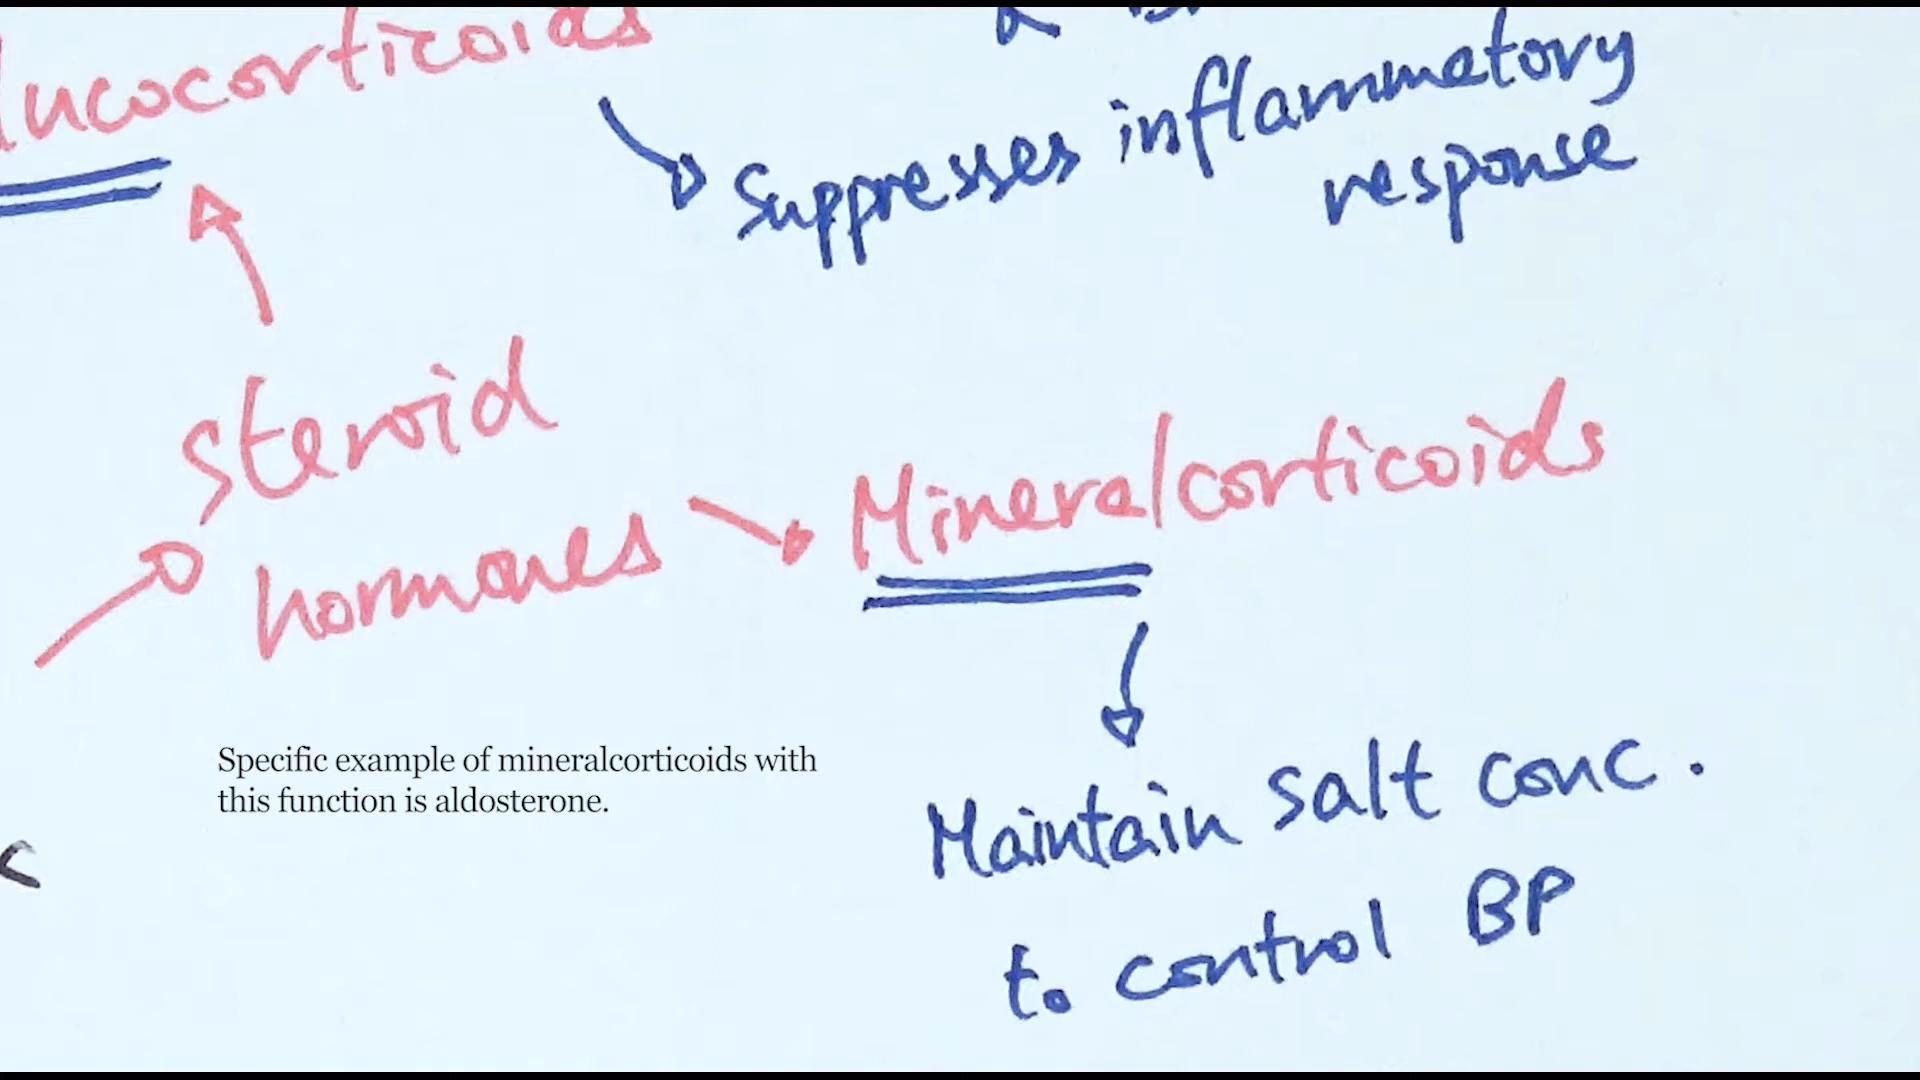 lucocorticoids
Suppresses inflammatory
response
steroid
hormones
Mineralcorticoids
Specific example of mineralcorticoids with
this function is aldosterone.
Maintain salt conc.
to control BP